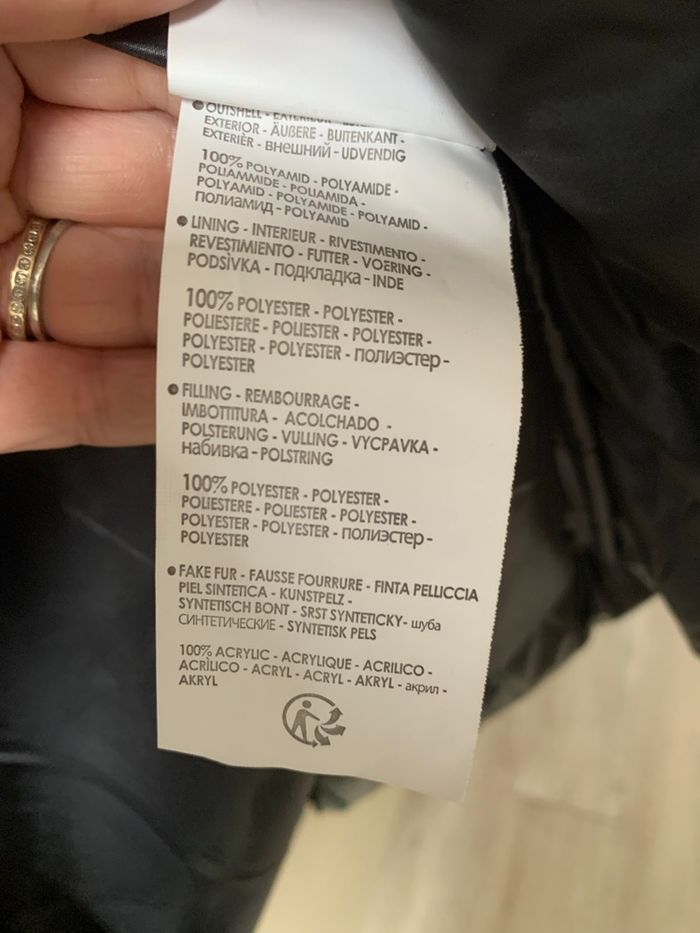 ● OUTSHELL - EXTERIEUR
EXTERIOR - ÄUßERE - BUITENKANT -
EXTERIÈR - внешний - UDVENDIG
100% POLYAMID - POLYAMIDE -
POLIAMMIDE - POLIAMIDA -
POLYAMID - POLYAMIDE - POLYAMID -
полиамид - POLYAMID
● LINING - INTERIEUR - RIVESTIMENTO -
REVESTIMIENTO - FUTTER - VOERING -
PODSÌVKA - подкладка - INDE
100% POLYESTER - POLYESTER -
POLIESTERE - POLIESTER - POLYESTER -
POLYESTER - POLYESTER - полиэстер -
POLYESTER
● FILLING - REMBOURRAGE -
IMBOTTITURA - ACOLCHADO -
POLSTERUNG - VULLING - VYCPAVKA -
набивка - POLSTRING
100% POLYESTER - POLYESTER -
POLIESTERE - POLIESTER - POLYESTER -
POLYESTER - POLYESTER - полиэстер -
POLYESTER
● FAKE FUR - FAUSSE FOURRURE - FINTA PELLICCIA
PIEL SINTETICA - KUNSTPELZ -
SYNTETISCH BONT - SRST SYNTETICKY- шуба
СИНТЕТИЧЕСКИЕ - SYNTETISK PELS
100% ACRYLIC - ACRYLIQUE - ACRILICO -
ACRÌLICO - ACRYL - ACRYL - AKRYL - акрил -
AKRYL